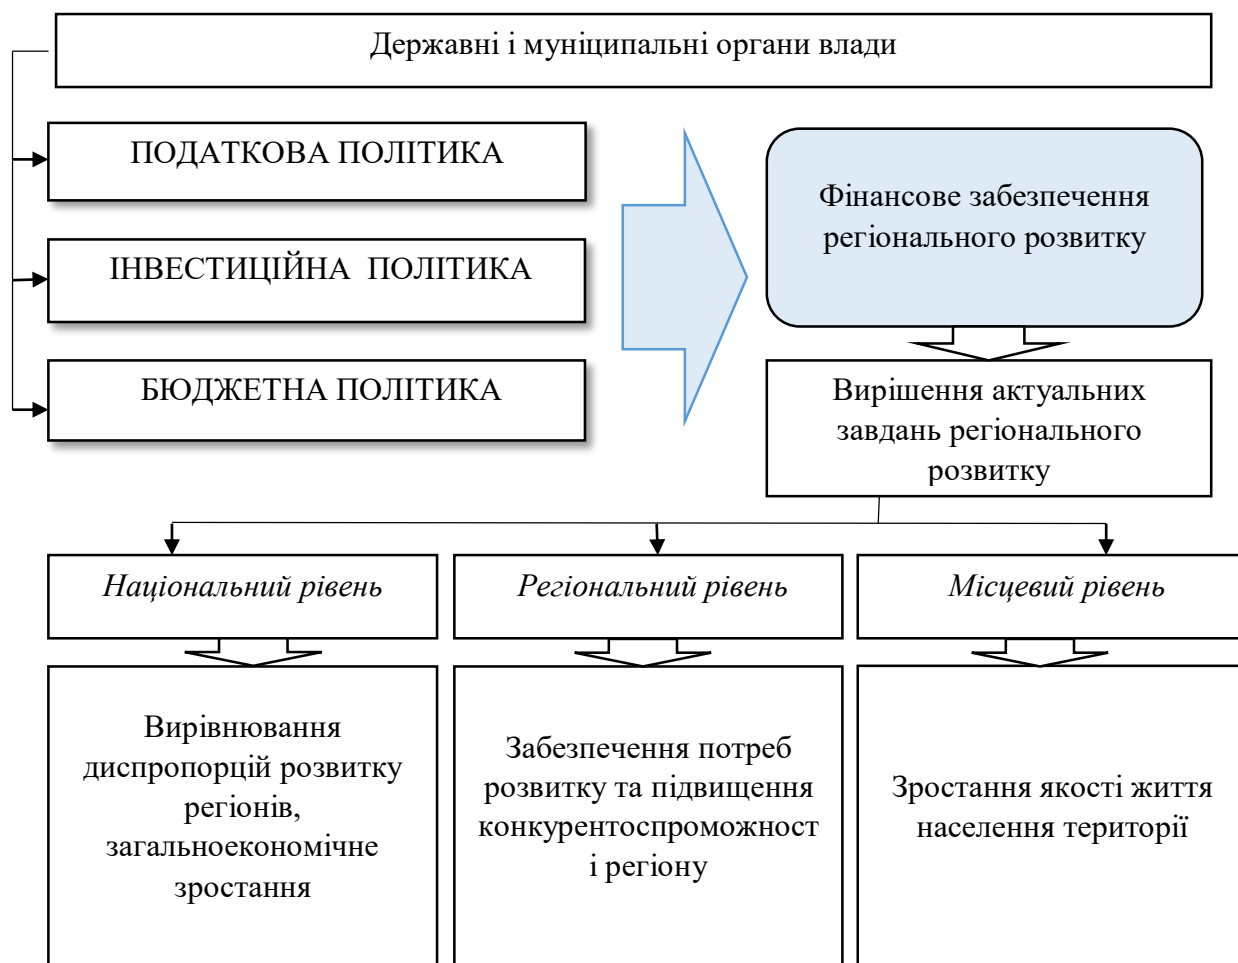 Державні і муніципальні органи влади
ПОДАТКОВА ПОЛІТИКА
ІНВЕСТИЦІЙНА ПОЛІТИКА
БЮДЖЕТНА ПОЛІТИКА
Фінансове забезпечення
регіонального розвитку
Вирішення актуальних
завдань регіонального
розвитку
Національний рівень
Регіональний рівень
Місцевий рівень
Вирівнювання
диспропорцій розвитку
регіонів,
загальноекономічне
зростання
Забезпечення потреб
розвитку та підвищення
конкурентоспроможност
і регіону
Зростання якості життя
населення території